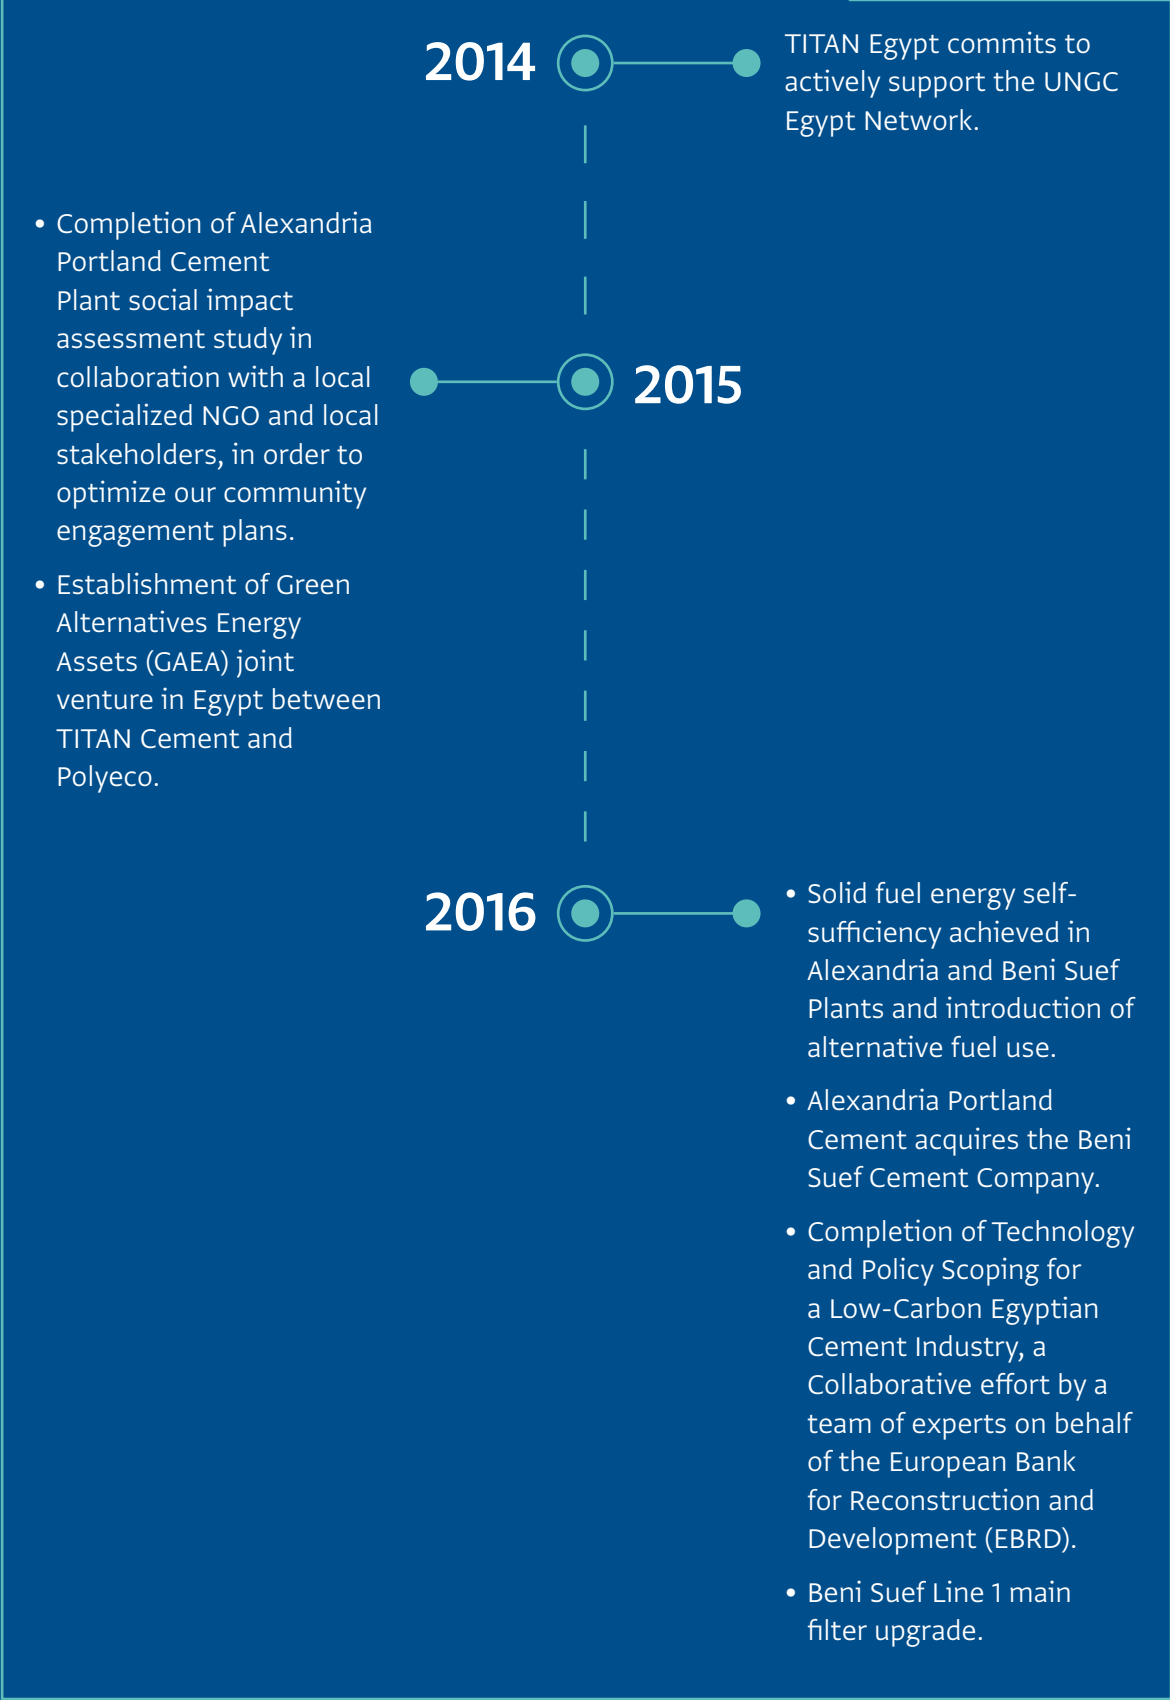 2014
TITAN Egypt commits to
actively support the UNGC
Egypt Network.
• Completion of Alexandria
Portland Cement
Plant social impact
assessment study in
collaboration with a local
specialized NGO and local
stakeholders, in order to
optimize our community
engagement plans.
• Establishment of Green
Alternatives Energy
Assets (GAEA) joint
venture in Egypt between
TITAN Cement and
Polyeco.
2015
2016
• Solid fuel energy self-
sufficiency achieved in
Alexandria and Beni Suef
Plants and introduction of
alternative fuel use.
• Alexandria Portland
Cement acquires the Beni
Suef Cement Company.
• Completion of Technology
and Policy Scoping for
a Low-Carbon Egyptian
Cement Industry, a
Collaborative effort by a
team of experts on behalf
of the European Bank
for Reconstruction and
Development (EBRD).
• Beni Suef Line 1 main
filter upgrade.